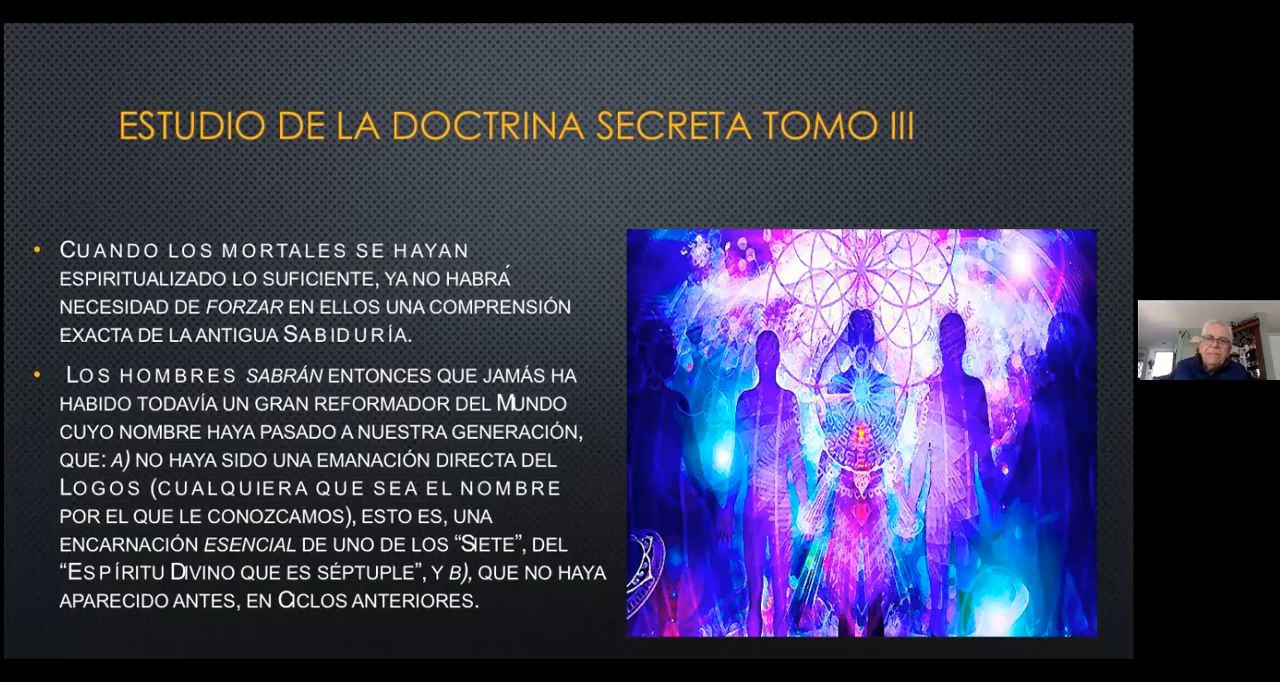 ESTUDIO DE LA DOCTRINA SECRETA TOMO III
• CUANDO LOS MORTALES SE HAYAN
ESPIRITUALIZADO LO SUFICIENTE, YA NO HABRÁ
NECESIDAD DE FORZAR EN ELLOS UNA COMPRENSIÓN
EXACTA DE LA ANTIGUA SABIDURÍA.
• LOS HOMBRES SABRÁN ENTONCES QUE JAMÁS HA
HABIDO TODAVÍA UN GRAN REFORMADOR DEL MUNDO
CUYO NOMBRE HAYA PASADO A NUESTRA GENERACIÓN,
QUE: A) NO HAYA SIDO UNA EMANACIÓN DIRECTA DEL
LOGOS (CUALQUIERA QUE SEA EL NOMBRE
POR EL QUE LE CONOZCAMOS), ESTO ES, UNA
ENCARNACIÓN ESENCIAL DE UNO DE LOS “SIETE”, DEL
“ESPÍRITU DIVINO QUE ES SÉPTUPLE”, Y B), QUE NO HAYA
APARECIDO ANTES, EN CICLOS ANTERIORES.